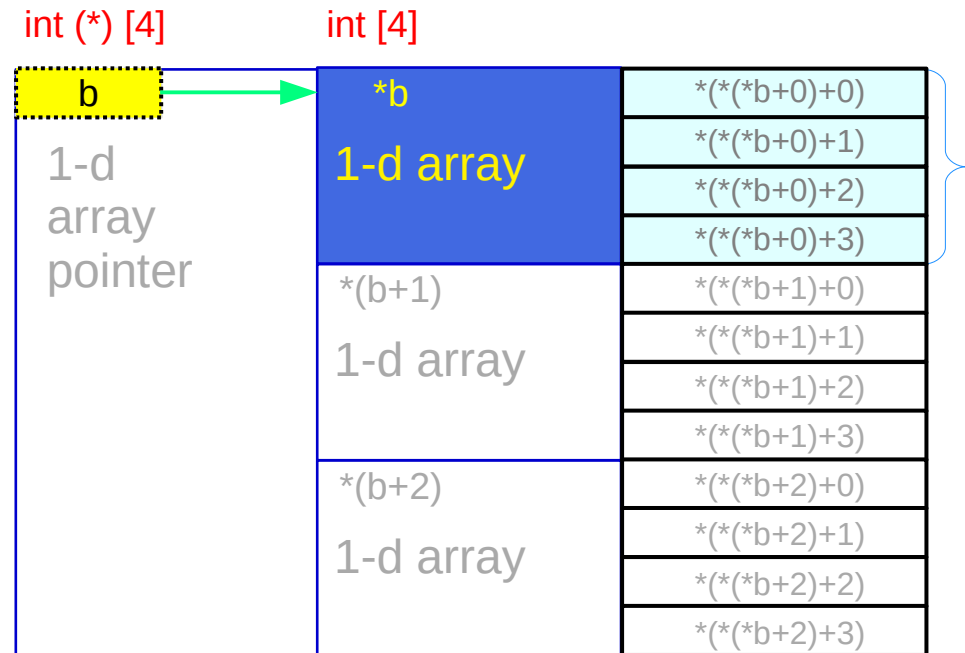 int (*) [4]
int [4]
b
1-d
array
pointer
*b
1-d array
*(b+1)
1-d array
*(b+2)
1-d array
*(*(*b+0)+0)
*(*(*b+0)+1)
*(*(*b+0)+2)
*(*(*b+0)+3)
*(*(*b+1)+0)
*(*(*b+1)+1)
*(*(*b+1)+2)
*(*(*b+1)+3)
*(*(*b+2)+0)
*(*(*b+2)+1)
*(*(*b+2)+2)
*(*(*b+2)+3)